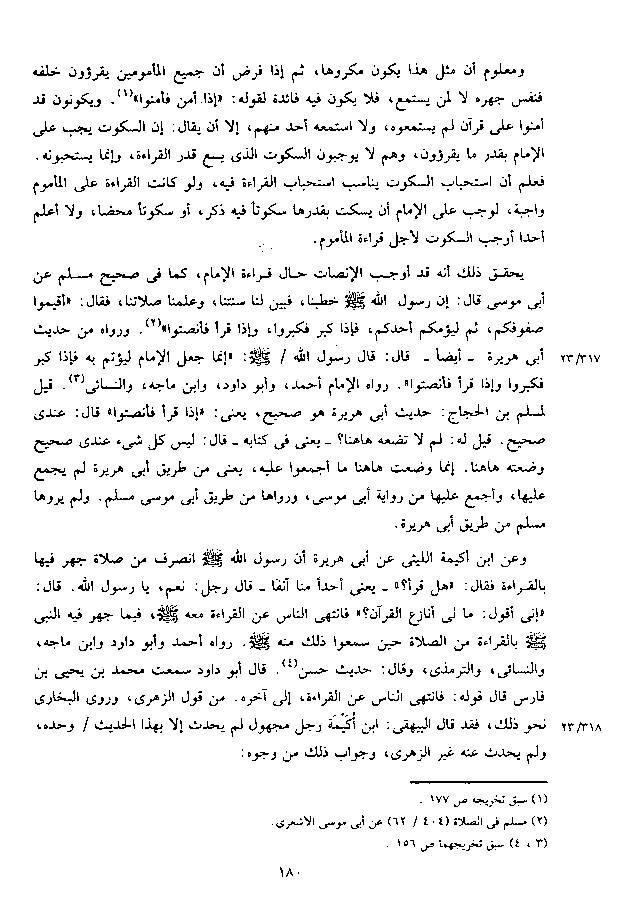 ومعلوم أن مثل هذا يكون مكروها، ثم إذا فرض أن جميع المأمومين يقرؤون خلفه
فنفس جهره لا لمن يستمع، فلا يكون فيه فائدة لقوله: «إذا أمن فأمنوا»(١). ويكونون قد
أمنوا على قرآن لم يستمعوه، ولا استمعه أحد منهم، إلا أن يقال: إن السكوت يجب على
الإمام بقدر ما يقرؤون، وهم لا يوجبون السكوت الذى يسع قدر القراءة، وإنما يستحبونه.
فعلم أن استحباب السكوت يناسب استحباب القراءة فيه، ولو كانت القراءة على المأموم
واجبة، لوجب على الإمام أن يسكت بقدرها سكوتاً فيه ذكر، أو سكوتاً محضا، ولا أعلم
أحدا أوجب السكوت لأجل قراءة المأموم.
يحقق ذلك أنه قد أوجب الإنصات حال قراءة الإمام، كما فى صحيح مسلم عن
أبى موسى قال: إن رسول الله ﷺ خطبنا، فبين لنا سنتنا، وعلمنا صلاتنا، فقال: «أقيموا
صفوفكم، ثم ليؤمكم أحدكم، فإذا كبر فكبروا، وإذا قرأ فأنصتوا»(٢). ورواه من حديث
أبى هريرة - أيضاً - قال: قال رسول الله / ﷺ: «إنما جعل الإمام ليؤتم به فإذا كبر ٢٣/٣١٧
فكبروا وإذا قرأ فأنصتوا». رواه الإمام أحمد، وأبو داود، وابن ماجه، والنسائى(٣). قيل
لمسلم بن الحجاج: حديث أبى هريرة هو صحيح، يعنى: «إذا قرأ فأنصتوا» قال: عندى
صحيح. قيل له: لم لا تضعه هاهنا؟ - يعنى فى كتابه - قال: ليس كل شىء عندى صحيح
وضعته هاهنا. إنما وضعت هاهنا ما أجمعوا عليه، يعنى من طريق أبى هريرة لم يجمع
عليها، وأجمع عليها من رواية أبى موسى، ورواها من طريق أبى موسى مسلم. ولم يروها
مسلم من طريق أبى هريرة.
وعن ابن أكيمة الليثى عن أبى هريرة أن رسول الله ﷺ انصرف من صلاة جهر فيها
بالقراءة فقال: «هل قرأ؟» - يعنى أحداً منا آنفًا - قال رجل: نعم، يا رسول الله. قال:
«إنى أقول: ما لى أنازع القرآن؟» فانتهى الناس عن القراءة معه ﷺ، فيما جهر فيه النبى
ﷺ بالقراءة من الصلاة حين سمعوا ذلك منه ﷺ. رواه أحمد وأبو داود وابن ماجه،
والنسائى، والترمذى، وقال: حديث حسن(٤). قال أبو داود سمعت محمد بن يحيى بن
فارس قال قوله: فانتهى الناس عن القراءة، إلى آخره. من قول الزهرى، وروى البخارى
نحو ذلك، فقد قال البيهقى: ابن أُكَيْمَة رجل مجهول لم يحدث إلا بهذا الحديث / وحده، ٢٣/٣١٨
ولم يحدث عنه غير الزهرى، وجواب ذلك من وجوه:
(١) سبق تخريجه ص ١٧٧ .
(٢) مسلم فى الصلاة (٤٠٤ / ٦٢) عن أبى موسى الأشعرى.
(٣ ، ٤) سبق تخريجهما ص ١٥٦ .
١٨٠